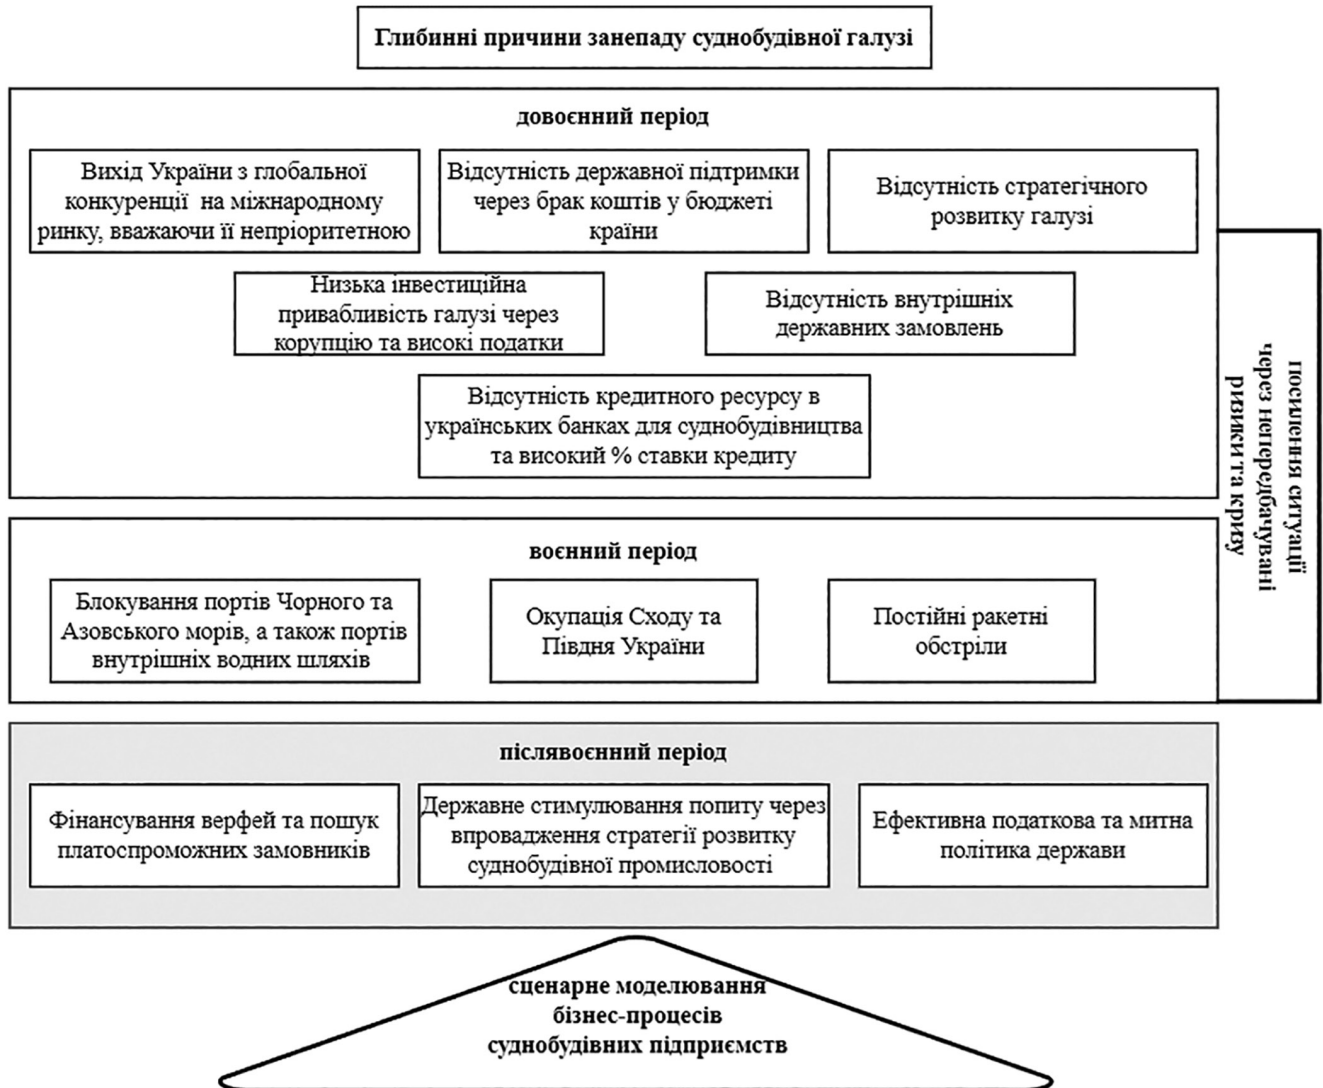 Глибинні причини занепаду суднобудівної галузі
довоєнний період
Вихід України з глобальної
конкуренції на міжнародному
ринку, вважаючи її непріоритетною
Відсутність державної підтримки
через брак коштів у бюджеті
країни
Відсутність стратегічного
розвитку галузі
Низька інвестиційна
привабливість галузі через
корупцію та високі податки
Відсутність внутрішніх
державних замовлень
Відсутність кредитного ресурсу в
українських банках для суднобудівництва
та високий % ставки кредиту
посилення ситуації
через непередбачувані
ризики та кризу
воєнний період
Блокування портів Чорного та
Азовського морів, а також портів
внутрішніх водних шляхів
Окупація Сходу та
Півдня України
Постійні ракетні
обстріли
післявоєнний період
Фінансування верфей та пошук
платоспроможних замовників
Державне стимулювання попиту через
впровадження стратегії розвитку
суднобудівної промисловості
Ефективна податкова та митна
політика держави
сценарне моделювання
бізнес-процесів
суднобудівних підприємств